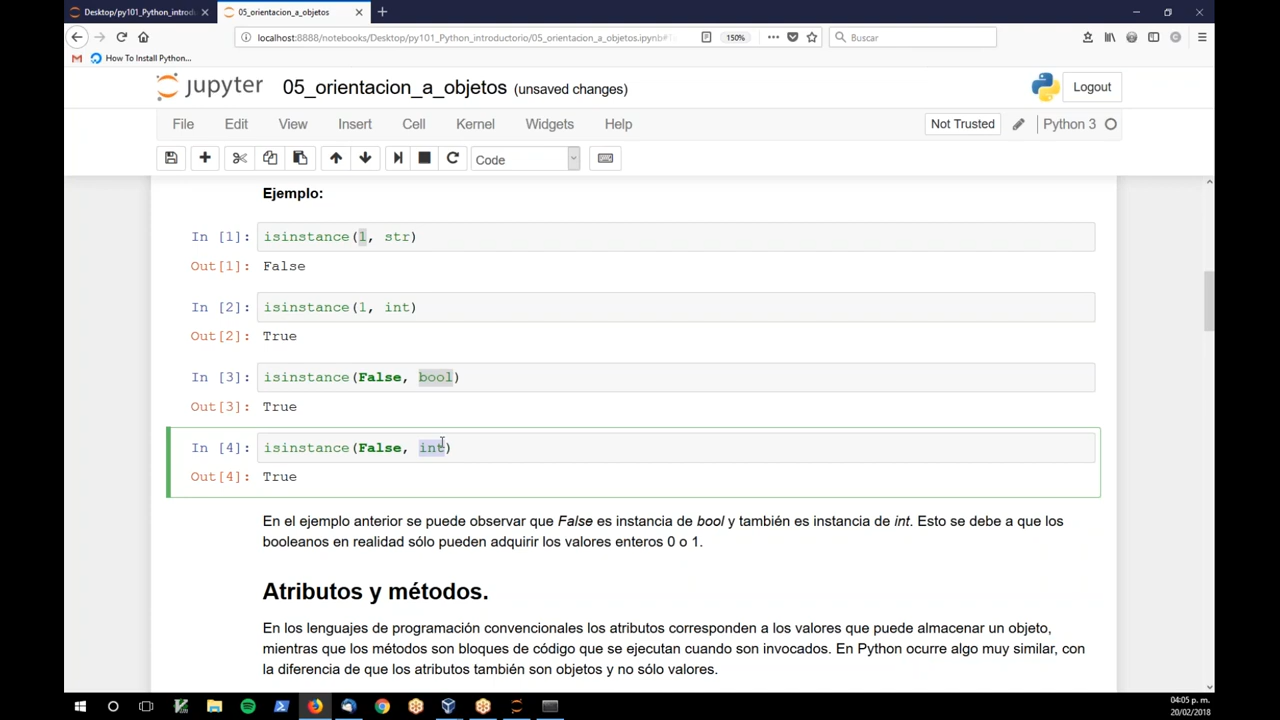 Desktop/py101_Python_introdu
05_orientacion_a_objetos
localhost:8888/notebooks/Desktop/py101_Python_introductorio/05_orientacion_a_objetos.ipynb#
150%
Buscar
How To Install Python...
jupyter 05_orientacion_a_objetos (unsaved changes)
Logout
File Edit View Insert Cell Kernel Widgets Help
Not Trusted
Python 3
Code
Ejemplo:
In [1]: isinstance(1, str)
Out[1]: False
In [2]: isinstance(1, int)
Out[2]: True
In [3]: isinstance(False, bool)
Out[3]: True
In [4]: isinstance(False, int)
Out[4]: True
En el ejemplo anterior se puede observar que False es instancia de bool y también es instancia de int. Esto se debe a que los
booleanos en realidad sólo pueden adquirir los valores enteros 0 o 1.
Atributos y métodos.
En los lenguajes de programación convencionales los atributos corresponden a los valores que puede almacenar un objeto,
mientras que los métodos son bloques de código que se ejecutan cuando son invocados. En Python ocurre algo muy similar, con
la diferencia de que los atributos también son objetos y no sólo valores.
04:05 p. m.
20/02/2018